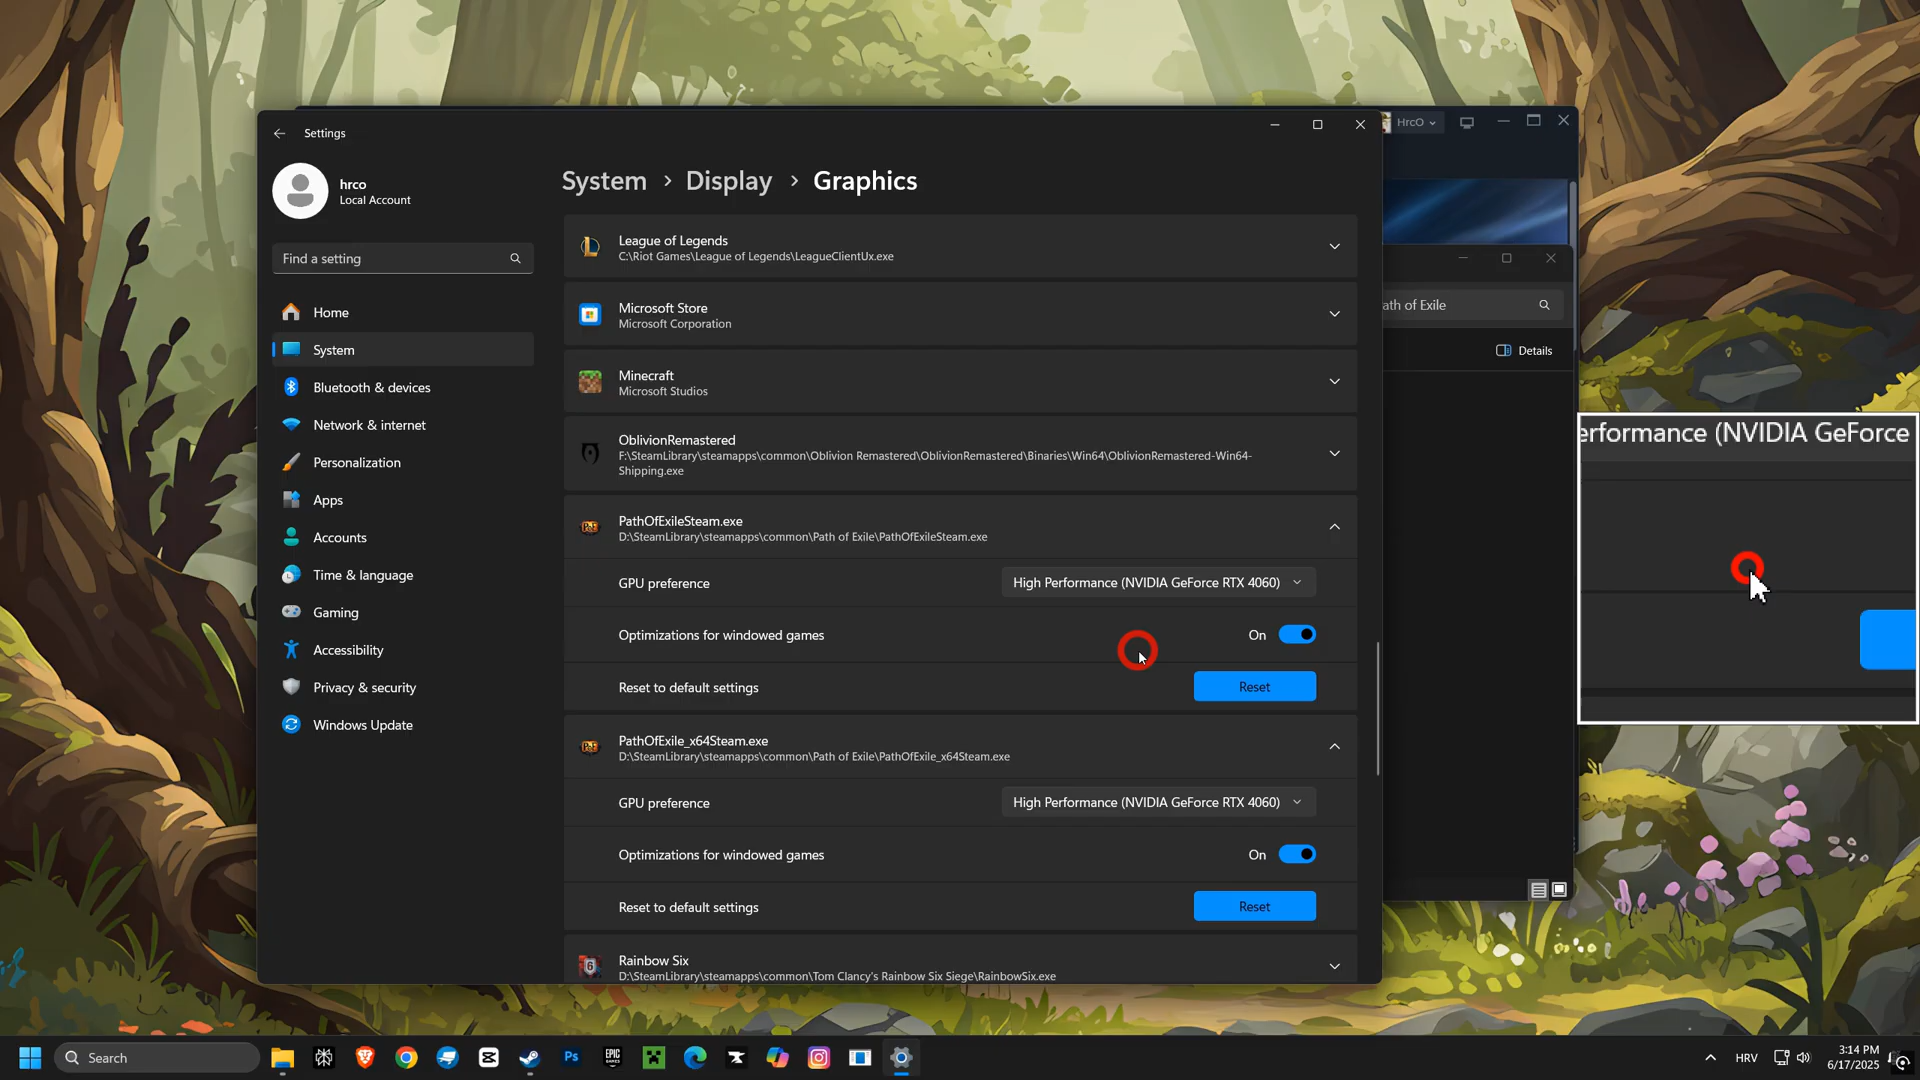 Settings
HrcO
hrco
Local Account
System > Display > Graphics
Find a setting
Home
System
Bluetooth & devices
Network & internet
Personalization
Apps
Accounts
Time & language
Gaming
Accessibility
Privacy & security
Windows Update
League of Legends
C:\Riot Games\League of Legends\LeagueClientUx.exe
Microsoft Store
Microsoft Corporation
Minecraft
Microsoft Studios
OblivionRemastered
F:\SteamLibrary\steamapps\common\Oblivion Remastered\OblivionRemastered\Binaries\Win64\OblivionRemastered-Win64-
Shipping.exe
PathOfExileSteam.exe
D:\SteamLibrary\steamapps\common\Path of Exile\PathOfExileSteam.exe
GPU preference
High Performance (NVIDIA GeForce RTX 4060)
Optimizations for windowed games
On
Reset to default settings
Reset
PathOfExile_x64Steam.exe
D:\SteamLibrary\steamapps\common\Path of Exile\PathOfExile_x64Steam.exe
GPU preference
High Performance (NVIDIA GeForce RTX 4060)
Optimizations for windowed games
On
Reset to default settings
Reset
Rainbow Six
D:\SteamLibrary\steamapps\common\Tom Clancy's Rainbow Six Siege\RainbowSix.exe
ath of Exile
Details
erformance (NVIDIA GeForce
Search
Ps
EPIC
GAMES
HRV
3:14 PM
6/17/2025